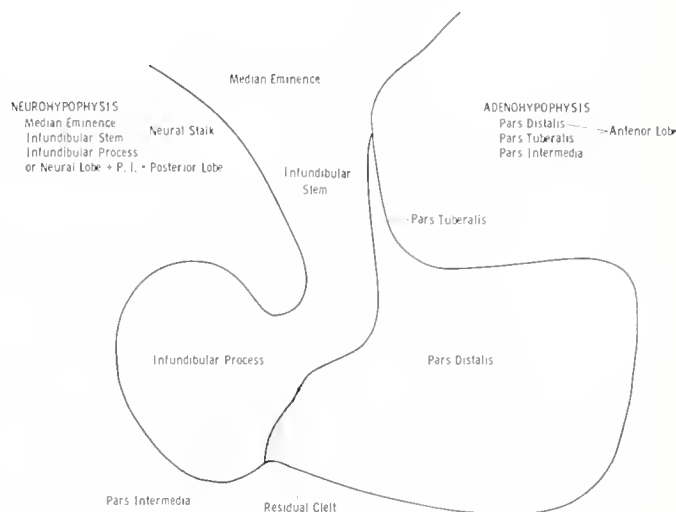 Median Eminence
NEUROHYPOPHYSIS
Median Eminence
Infundibular Stem
Neural Stalk
Infundibular Process
or Neural Lobe + P. I. = Posterior Lobe
ADENOHYPOPHYSIS
Pars Distalis
Pars Tuberalis
Anterior Lobe
Pars Intermedia
Infundibular
Stem
Pars Tuberalis
Infundibular Process
Pars Distalis
Pars Intermedia
Residual Cleft